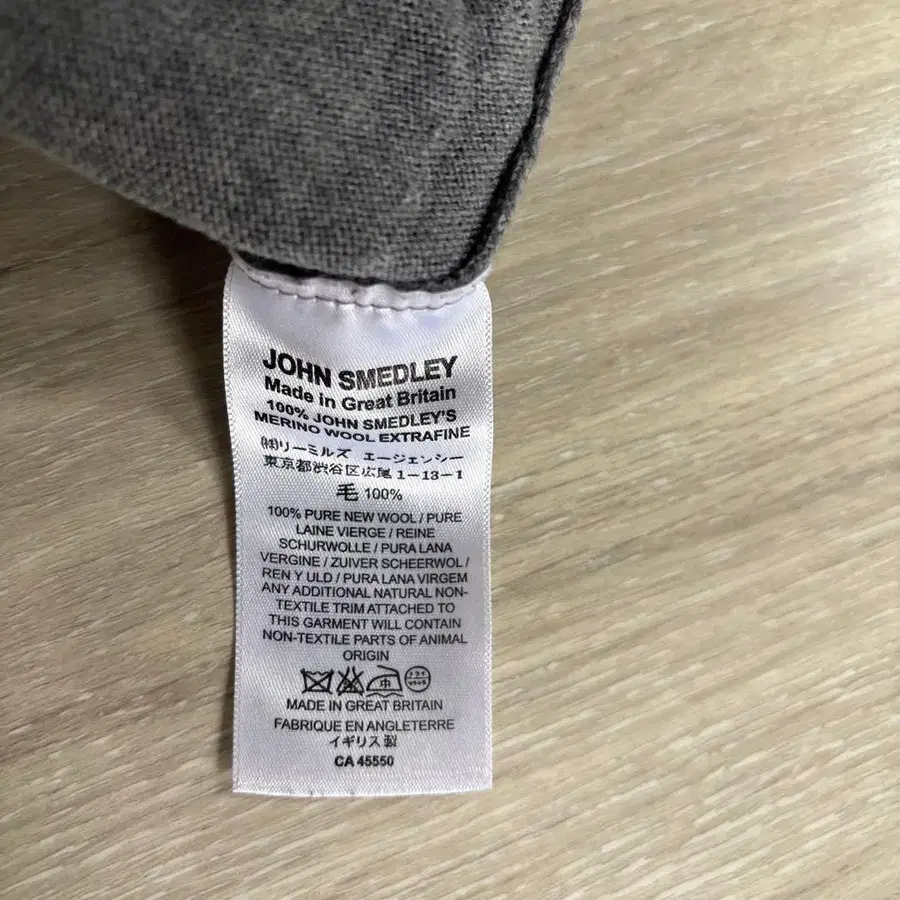 JOHN SMEDLEY
Made in Great Britain
100% JOHN SMEDLEY'S
MERINO WOOL EXTRAFINE
㈱リーミルズ エージェンシー
東京都渋谷区広尾 1-13-1
毛 100%
100% PURE NEW WOOL / PURE
LAINE VIERGE / REINE
SCHURWOLLE / PURA LANA
VERGINE / ZUIVER SCHEERWOL /
REN Y ULD / PURA LANA VIRGEM
ANY ADDITIONAL NATURAL NON-
TEXTILE TRIM ATTACHED TO
THIS GARMENT WILL CONTAIN
NON-TEXTILE PARTS OF ANIMAL
ORIGIN
中 ドライ
MADE IN GREAT BRITAIN
FABRIQUE EN ANGLETERRE
イギリス製
CA 45550